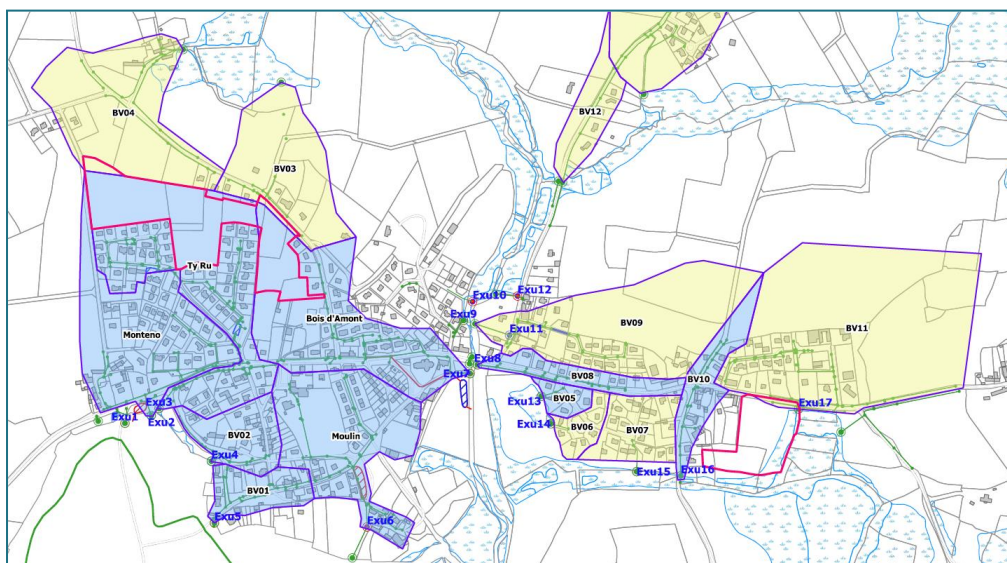 BV12
BV04
BV03
Ty Ru
Exu10
Exu12
Exu9
Bois d'Amont
Exu11
BV09
BV11
Monteno
Exu8
Exu7
BV08
BV10
Exu13
BV05
Exu3
Exu1
Exu2
Exu17
Exu14
BV06
BV07
BV02
Moulin
Exu4
Exu15
Exu16
BV01
Exu5
Exu6